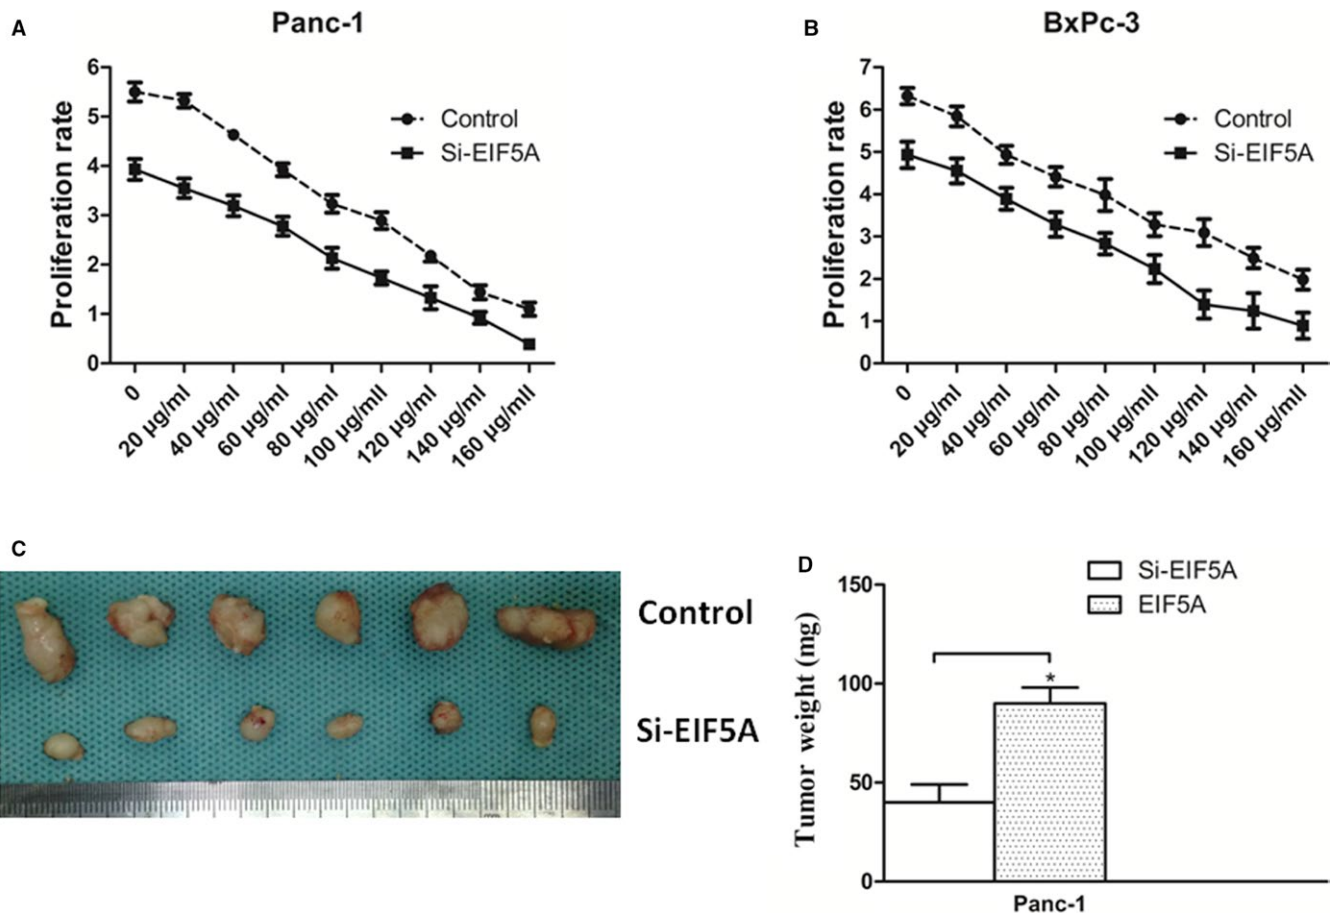 A
Panc-1
Proliferation rate
6
5
4
3
2
1
0
Control
Si-EIF5A
0
20 µg/ml
40 µg/ml
60 µg/ml
80 µg/ml
100 µg/mll
120 µg/ml
140 µg/ml
160 µg/mll
B
BxPc-3
Proliferation rate
7
6
5
4
3
2
1
0
Control
Si-EIF5A
0
20 µg/ml
40 µg/ml
60 µg/ml
80 µg/ml
100 µg/mll
120 µg/ml
140 µg/ml
160 µg/mll
C
Control
Si-EIF5A
D
Tumor weight (mg)
150
100
50
0
Si-EIF5A
EIF5A
*
Panc-1